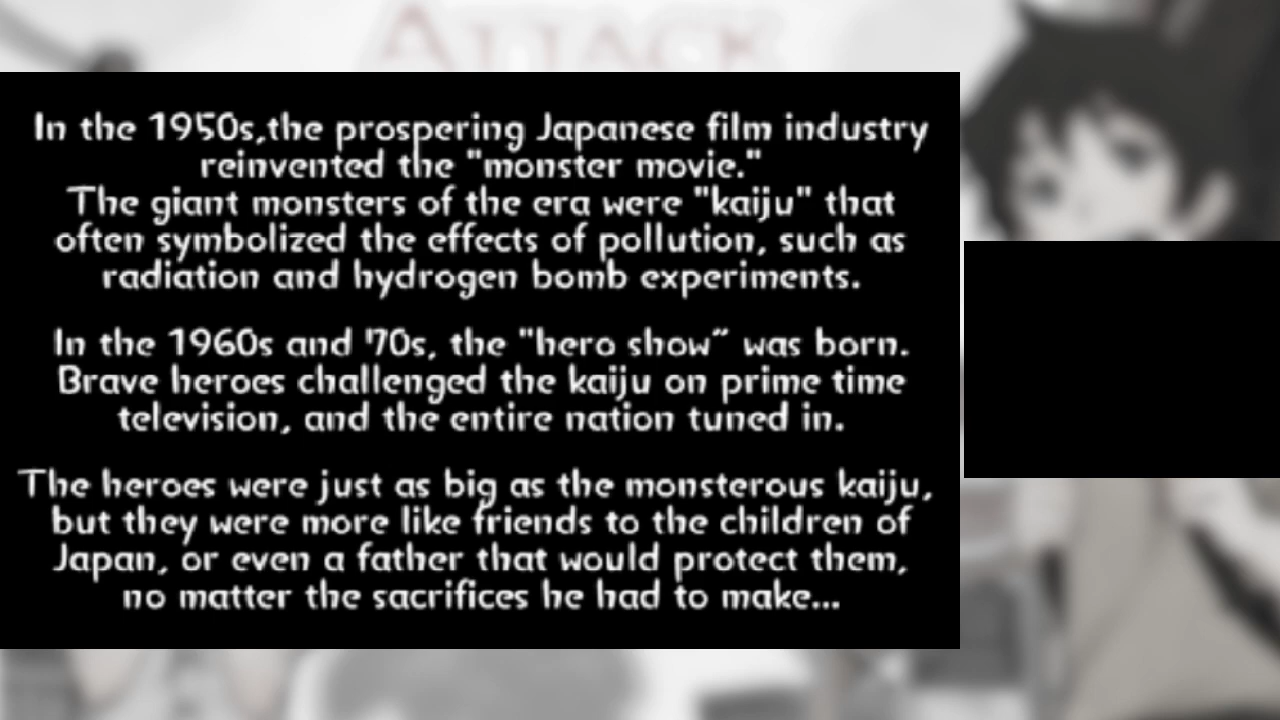 ATTACK
In the 1950s,the prospering Japanese film industry
reinvented the "monster movie."
The giant monsters of the era were "kaiju" that
often symbolized the effects of pollution, such as
radiation and hydrogen bomb experiments.
In the 1960s and '70s, the "hero show" was born.
Brave heroes challenged the kaiju on prime time
television, and the entire nation tuned in.
The heroes were just as big as the monsterous kaiju,
but they were more like friends to the children of
Japan, or even a father that would protect them,
no matter the sacrifices he had to make...